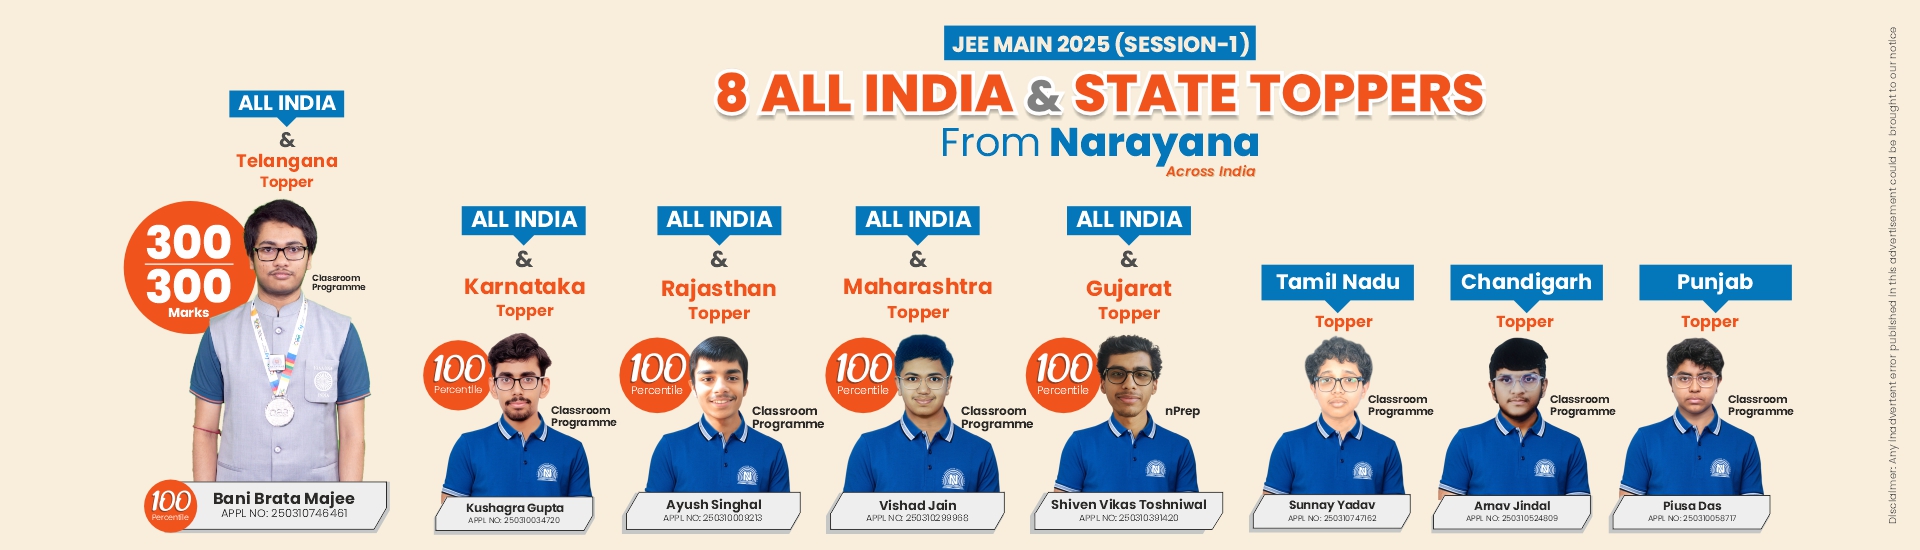 JEE MAIN 2025 (SESSION-1)
8 ALL INDIA & STATE TOPPERS
From Narayana
Across India
ALL INDIA
&
Telangana
Topper
300
300
Marks
Classroom
Programme
100
Percentile
Bani Brata Majee
APPL NO: 250310746461
ALL INDIA
&
Karnataka
Topper
100
Percentile
Classroom
Programme
Kushagra Gupta
APPL NO: 250310034720
ALL INDIA
&
Rajasthan
Topper
100
Percentile
Classroom
Programme
Ayush Singhal
APPL NO: 250310009213
ALL INDIA
&
Maharashtra
Topper
100
Percentile
Classroom
Programme
Vishad Jain
APPL NO: 250310299968
ALL INDIA
&
Gujarat
Topper
100
Percentile
nPrep
Shiven Vikas Toshniwal
APPL NO: 250310391420
Tamil Nadu
Topper
Classroom
Programme
Sunnay Yadav
APPL NO: 250310747162
Chandigarh
Topper
Classroom
Programme
Arnav Jindal
APPL NO: 250310524809
Punjab
Topper
Classroom
Programme
Piusa Das
APPL NO: 250310058717
Disclaimer: Any Inadvertent error published in this advertisement could be brought to our notice